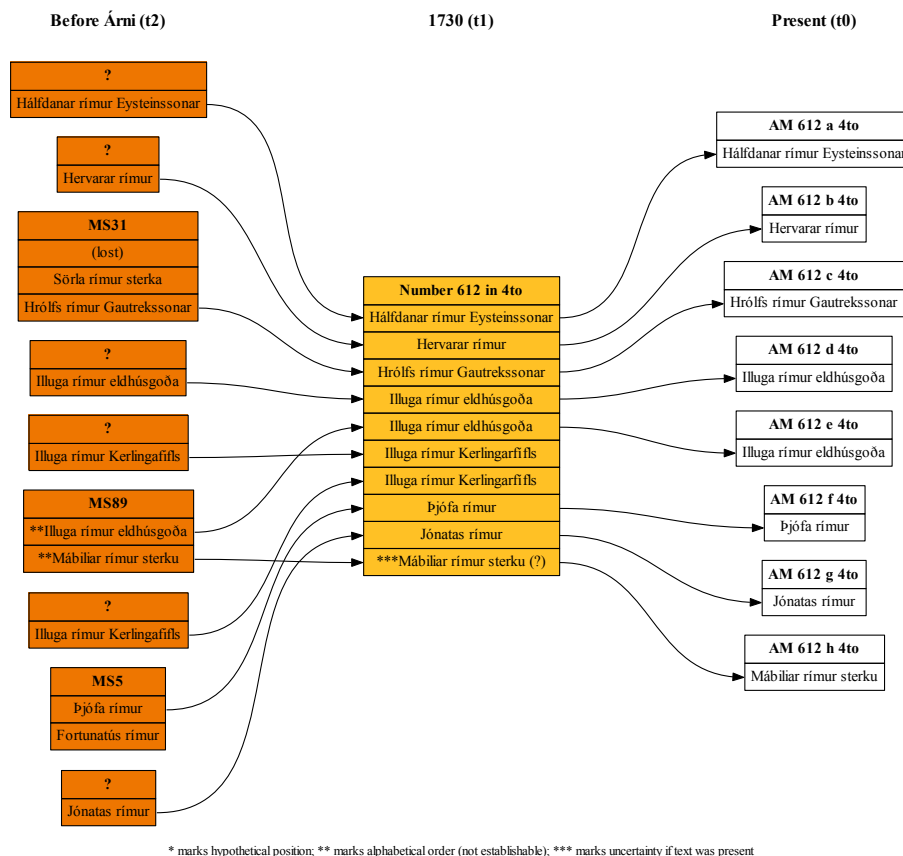 Before Árni (t2)
1730 (t1)
Present (t0)
?
Hálfdanar rímur Eysteinssonar
?
Hervarar rímur
MS31
(lost)
Sörla rímur sterka
Hrólfs rímur Gautrekssonar
?
Illuga rímur eldhúsgoða
?
Illuga rímur Kerlingafifls
MS89
**Illuga rímur eldhúsgoða
**Mábiliar rímur sterku
?
Illuga rímur Kerlingafifls
MS5
Þjófa rímur
Fortunatús rímur
?
Jónatas rímur
Number 612 in 4to
Hálfdanar rímur Eysteinssonar
Hervarar rímur
Hrólfs rímur Gautrekssonar
Illuga rímur eldhúsgoða
Illuga rímur eldhúsgoða
Illuga rímur Kerlingarfífls
Illuga rímur Kerlingarfífls
Þjófa rímur
Jónatas rímur
***Mábiliar rímur sterku (?)
AM 612 a 4to
Hálfdanar rímur Eysteinssonar
AM 612 b 4to
Hervarar rímur
AM 612 c 4to
Hrólfs rímur Gautrekssonar
AM 612 d 4to
Illuga rímur eldhúsgoða
AM 612 e 4to
Illuga rímur eldhúsgoða
AM 612 f 4to
Þjófa rímur
AM 612 g 4to
Jónatas rímur
AM 612 h 4to
Mábiliar rímur sterku
* marks hypothetical position; ** marks alphabetical order (not establishable); *** marks uncertainty if text was present